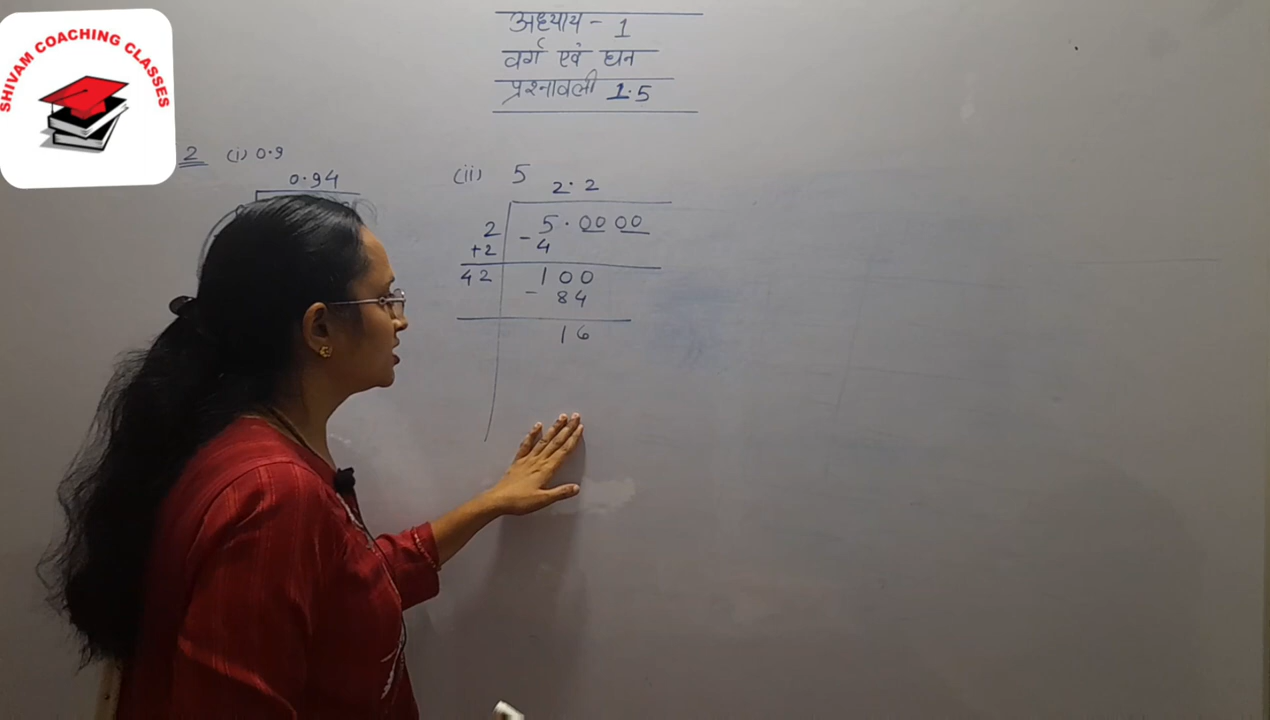 SHIVAM COACHING CLASSES
अध्याय - 1
वर्ग एवं घन
प्रश्नावली 1.5
2 (i) 0.9
0.94
(ii) 5
2.2
2 5.0000
+2 - 4
42 100
- 84
16